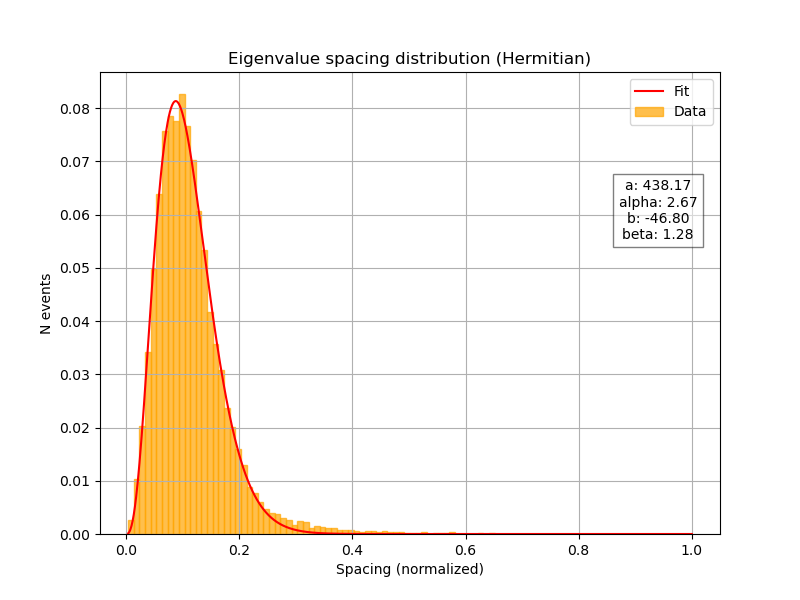 Eigenvalue spacing distribution (Hermitian)
Fit
Data
a: 438.17
alpha: 2.67
b: -46.80
beta: 1.28
N events
0.08
0.07
0.06
0.05
0.04
0.03
0.02
0.01
0.00
0.0 0.2 0.4 0.6 0.8 1.0
Spacing (normalized)